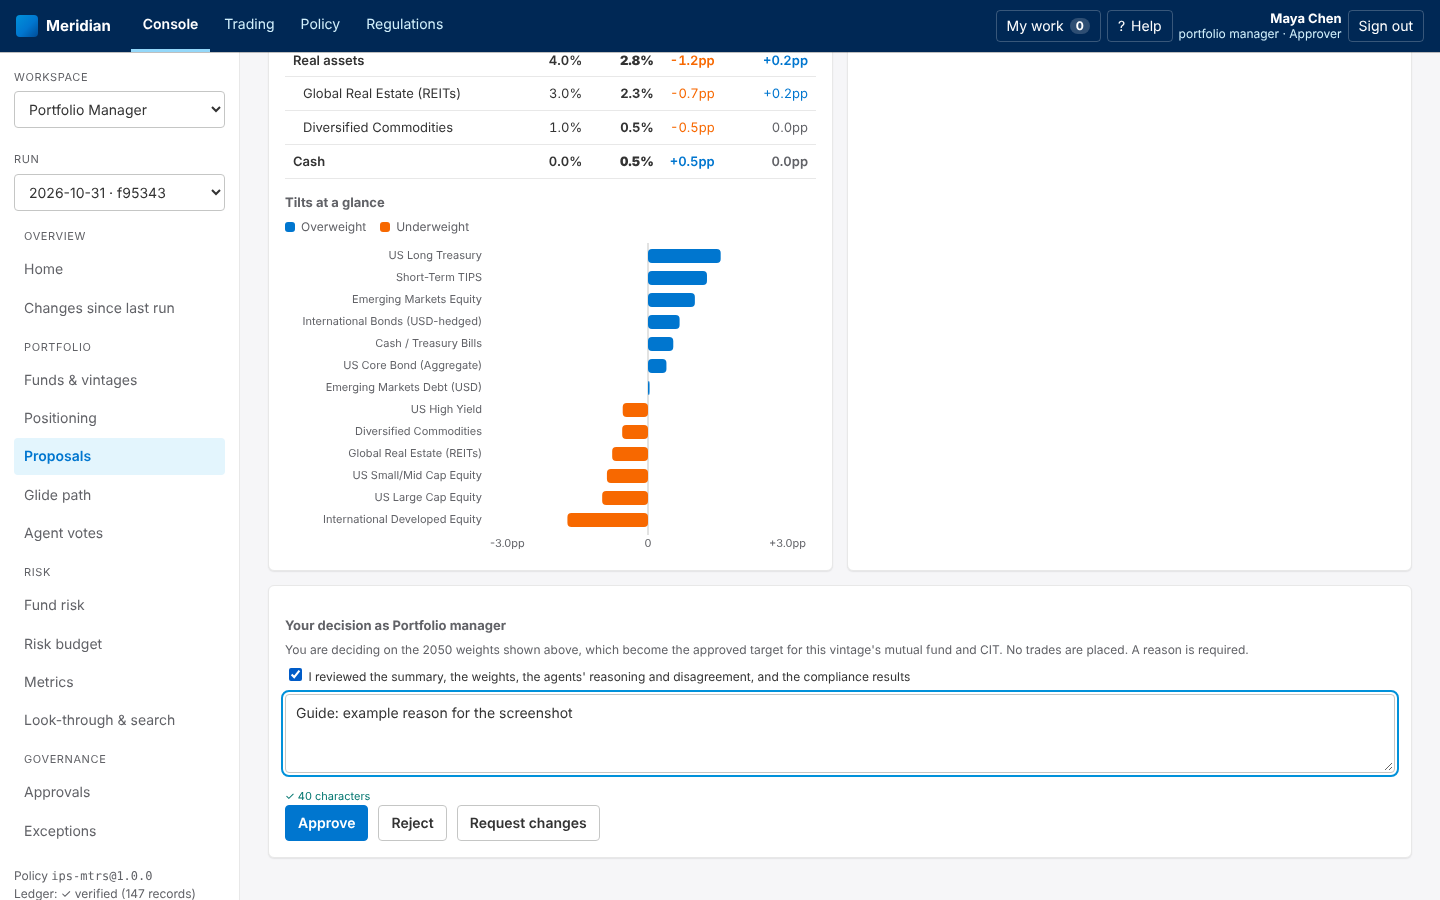 Meridian
Console
Trading
Policy
Regulations
My work 0
? Help
Maya Chen
portfolio manager · Approver
Sign out
WORKSPACE
Portfolio Manager
RUN
2026-10-31 · f95343
OVERVIEW
Home
Changes since last run
PORTFOLIO
Funds & vintages
Positioning
Proposals
Glide path
Agent votes
RISK
Fund risk
Risk budget
Metrics
Look-through & search
GOVERNANCE
Approvals
Exceptions
Policy ips-mtrs@1.0.0
Ledger: ✓ verified (147 records)
Real assets 4.0% 2.8% -1.2pp +0.2pp
Global Real Estate (REITs) 3.0% 2.3% -0.7pp +0.2pp
Diversified Commodities 1.0% 0.5% -0.5pp 0.0pp
Cash 0.0% 0.5% +0.5pp 0.0pp
Tilts at a glance
Overweight Underweight
US Long Treasury
Short-Term TIPS
Emerging Markets Equity
International Bonds (USD-hedged)
Cash / Treasury Bills
US Core Bond (Aggregate)
Emerging Markets Debt (USD)
US High Yield
Diversified Commodities
Global Real Estate (REITs)
US Small/Mid Cap Equity
US Large Cap Equity
International Developed Equity
-3.0pp 0 +3.0pp
Your decision as Portfolio manager
You are deciding on the 2050 weights shown above, which become the approved target for this vintage's mutual fund and CIT. No trades are placed. A reason is required.
I reviewed the summary, the weights, the agents' reasoning and disagreement, and the compliance results
Guide: example reason for the screenshot
✓ 40 characters
Approve
Reject
Request changes